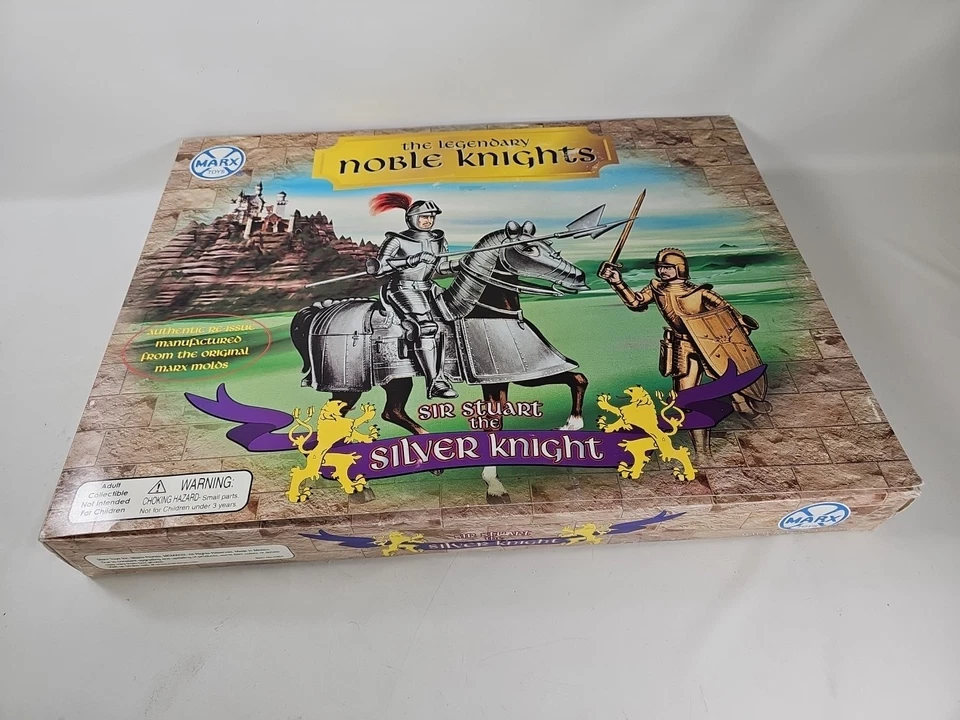 MARX
TOYS
the Legendary
Noble Knights
authentic Re-issue
manufactured
from the original
marx molds
Sir Stuart
the
Silver Knight
Adult
Collectible
Not Intended
for Children
WARNING:
CHOKING HAZARD- Small parts
Not for Children under 3 years
Sir Stuart
Silver Knight
MARX